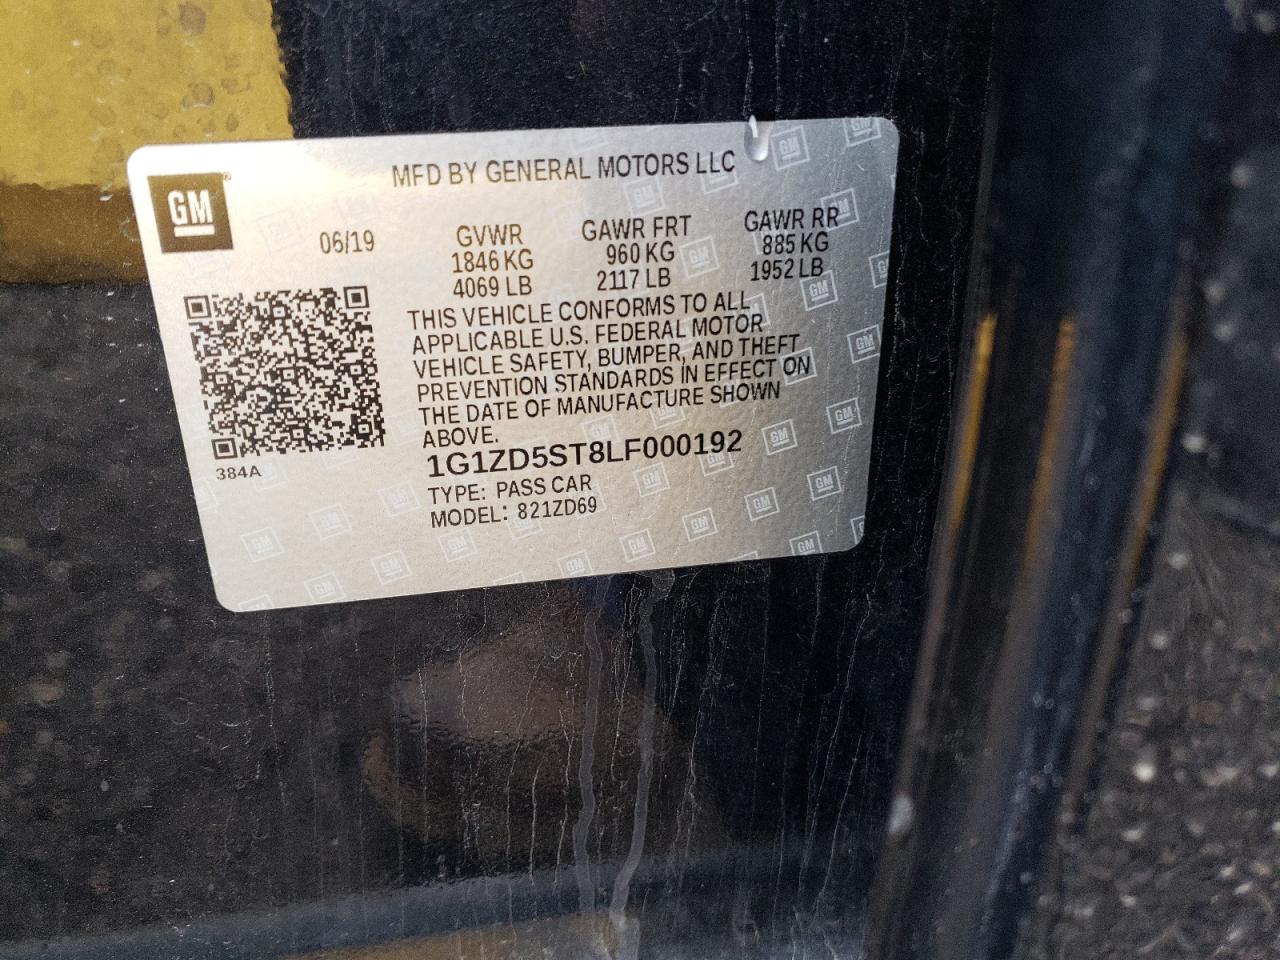 GM
MFD BY GENERAL MOTORS LLC
06/19
GVWR
1846 KG
4069 LB
GAWR FRT
960 KG
2117 LB
GAWR RR
885 KG
1952 LB
THIS VEHICLE CONFORMS TO ALL
APPLICABLE U.S. FEDERAL MOTOR
VEHICLE SAFETY, BUMPER, AND THEFT
PREVENTION STANDARDS IN EFFECT ON
THE DATE OF MANUFACTURE SHOWN
ABOVE.
384A
1G1ZD5ST8LF000192
TYPE: PASS CAR
MODEL: 821ZD69